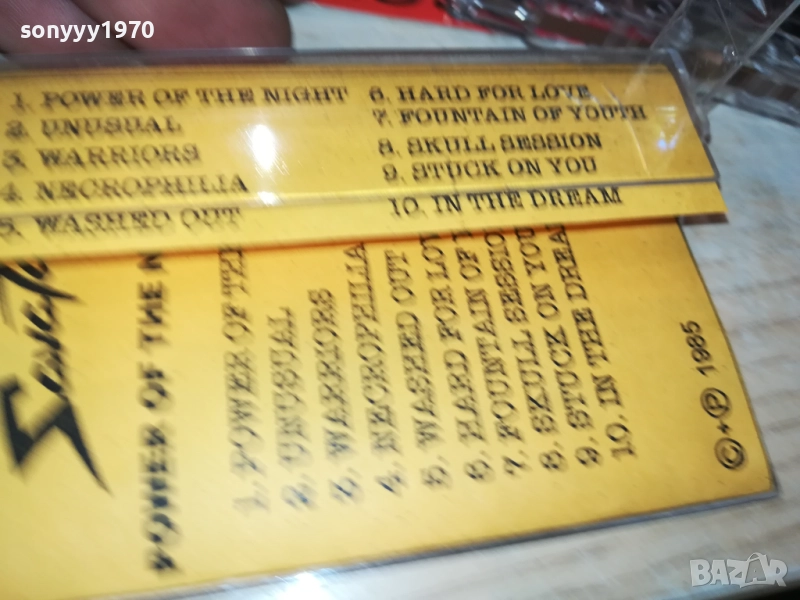 sonyyy1970
1. POWER OF THE NIGHT
2. UNUSUAL
3. WARRIORS
4. NECROPHILIA
5. WASHED OUT
6. HARD FOR LOVE
7. FOUNTAIN OF YOUTH
8. SKULL SESSION
9. STUCK ON YOU
10. IN THE DREAM
POWER OF THE N
1. POWER OF THE
2. UNUSUAL
3. WARRIORS
4. NECROPHILIA
5. WASHED OUT
6. HARD FOR LOV
7. FOUNTAIN OF
8. SKULL SESSION
9. STUCK ON YOU
10. IN THE DREA
©+℗ 1985
BAZAR